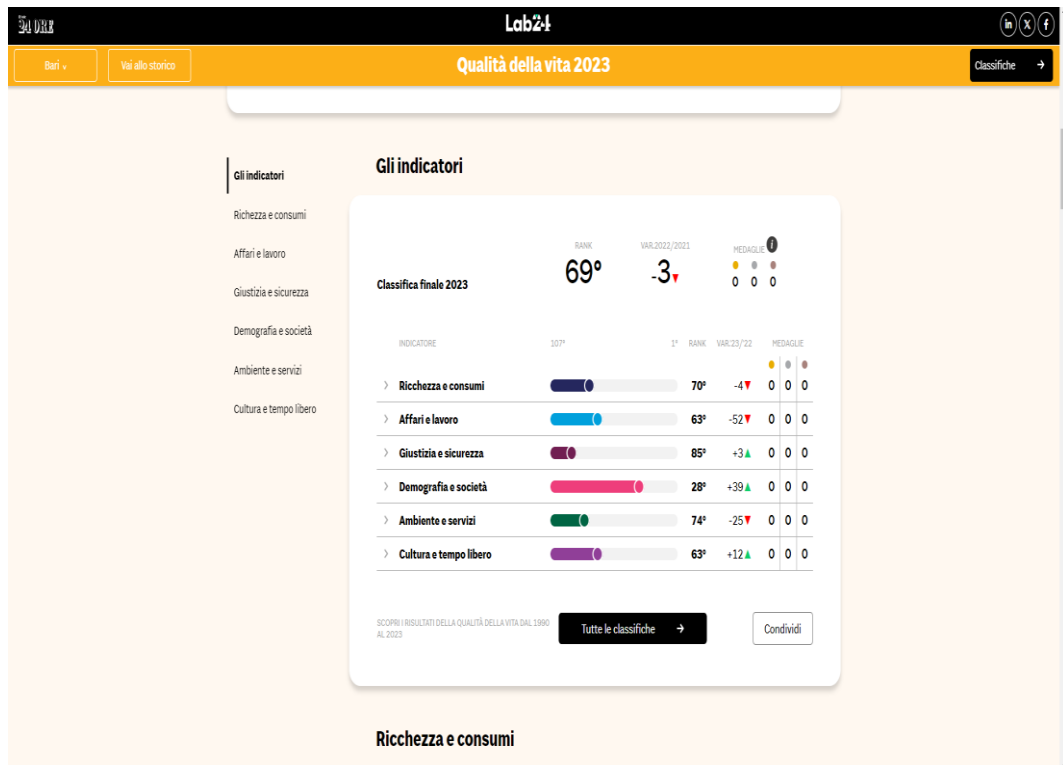 24 ORE
Lab24
in X f
Bari v
Vai allo storico
Qualità della vita 2023
Classifiche →
Gli indicatori
Richezza e consumi
Affari e lavoro
Giustizia e sicurezza
Demografia e società
Ambiente e servizi
Cultura e tempo libero
Gli indicatori
RANK VAR.2022/2021 MEDAGLIE i
Classifica finale 2023 69° -3▼ 0 0 0
INDICATORE 107° 1° RANK VAR:23/'22 MEDAGLIE
Ricchezza e consumi 70° -4▼ 0 0 0
Affari e lavoro 63° -52▼ 0 0 0
Giustizia e sicurezza 85° +3▲ 0 0 0
Demografia e società 28° +39▲ 0 0 0
Ambiente e servizi 74° -25▼ 0 0 0
Cultura e tempo libero 63° +12▲ 0 0 0
SCOPRI I RISULTATI DELLA QUALITÀ DELLA VITA DAL 1990
AL 2023
Tutte le classifiche →
Condividi
Ricchezza e consumi